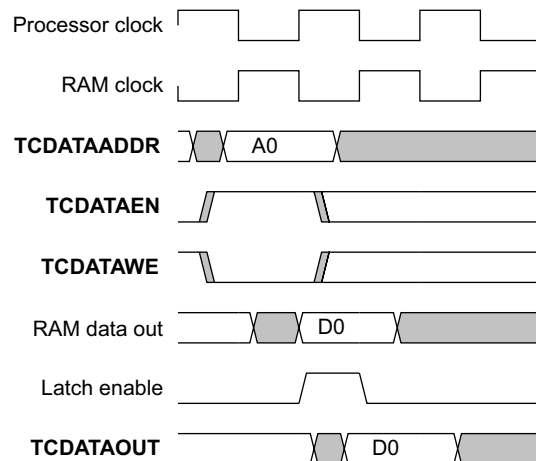 Processor clock
RAM clock
TCDATAADDR A0
TCDATAEN
TCDATAWE
RAM data out D0
Latch enable
TCDATAOUT D0